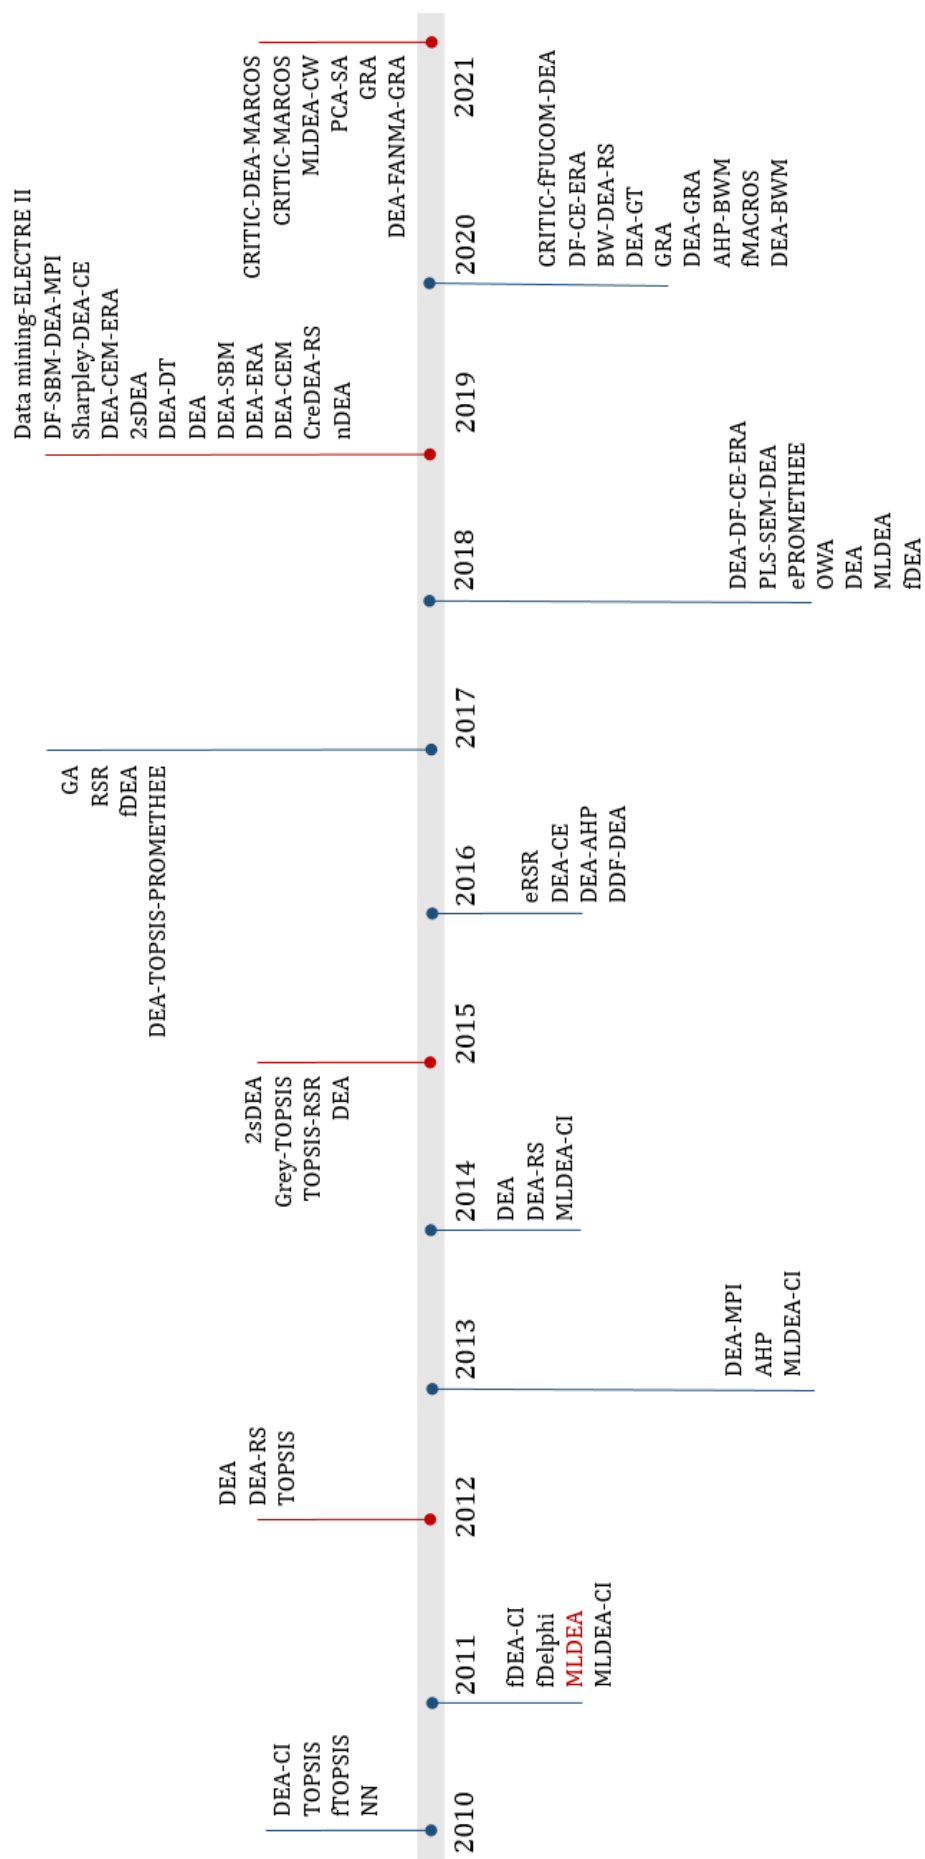 2010
DEA-CI
TOPSIS
fTOPSIS
NN
2011
fDEA-CI
fDelphi
MLDEA
MLDEA-CI
2012
DEA
DEA-RS
TOPSIS
2013
DEA-MPI
AHP
MLDEA-CI
2014
DEA
DEA-RS
MLDEA-CI
2015
2sDEA
Grey-TOPSIS
TOPSIS-RSR
DEA
2016
eRSR
DEA-CE
DEA-AHP
DDF-DEA
2017
GA
RSR
fDEA
DEA-TOPSIS-PROMETHEE
2018
DEA-DF-CE-ERA
PLS-SEM-DEA
ePROMETHEE
OWA
DEA
MLDEA
fDEA
2019
Data mining-ELECTRE II
DF-SBM-DEA-MPI
Sharpley-DEA-CE
DEA-CEM-ERA
2sDEA
DEA-DT
DEA
DEA-SBM
DEA-ERA
DEA-CEM
CreDEA-RS
nDEA
2020
CRITIC-fFUCOM-DEA
DF-CE-ERA
BW-DEA-RS
DEA-GT
GRA
DEA-GRA
AHP-BWM
fMACROS
DEA-BWM
2021
CRITIC-DEA-MARCOS
CRITIC-MARCOS
MLDEA-CW
PCA-SA
GRA
DEA-FANMA-GRA